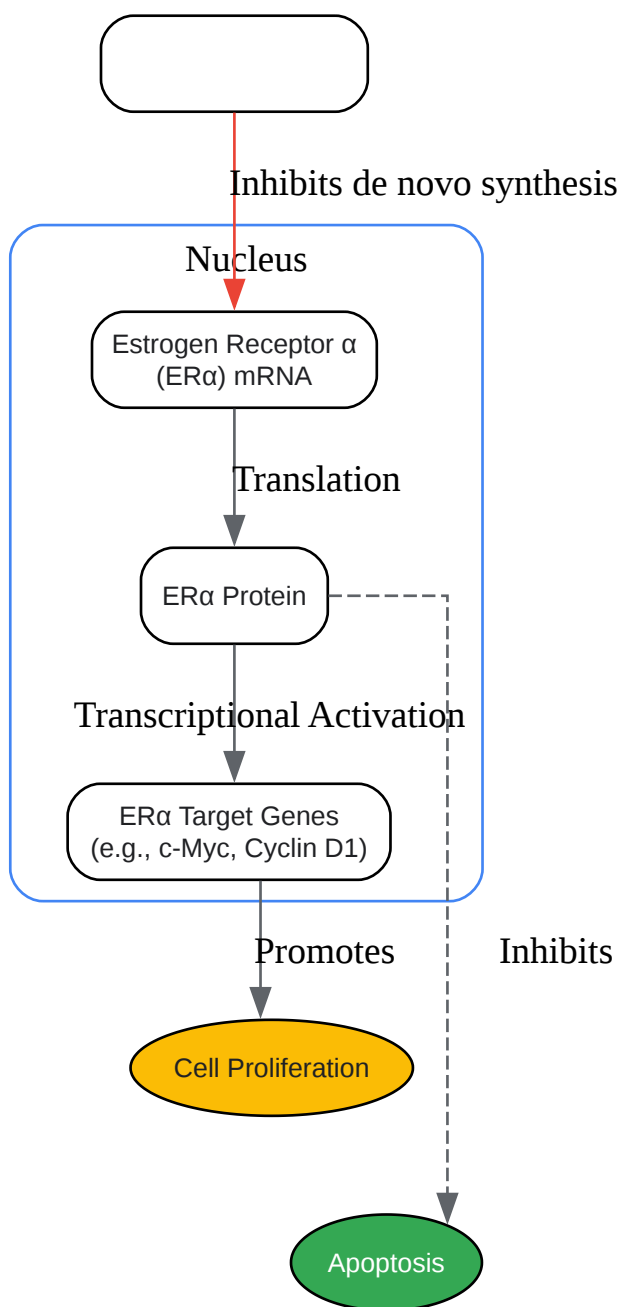 Inhibits de novo synthesis
Nucleus
Estrogen Receptor α
(ERα) mRNA
Translation
ERα Protein
Transcriptional Activation
ERα Target Genes
(e.g., c-Myc, Cyclin D1)
Promotes
Inhibits
Cell Proliferation
Apoptosis